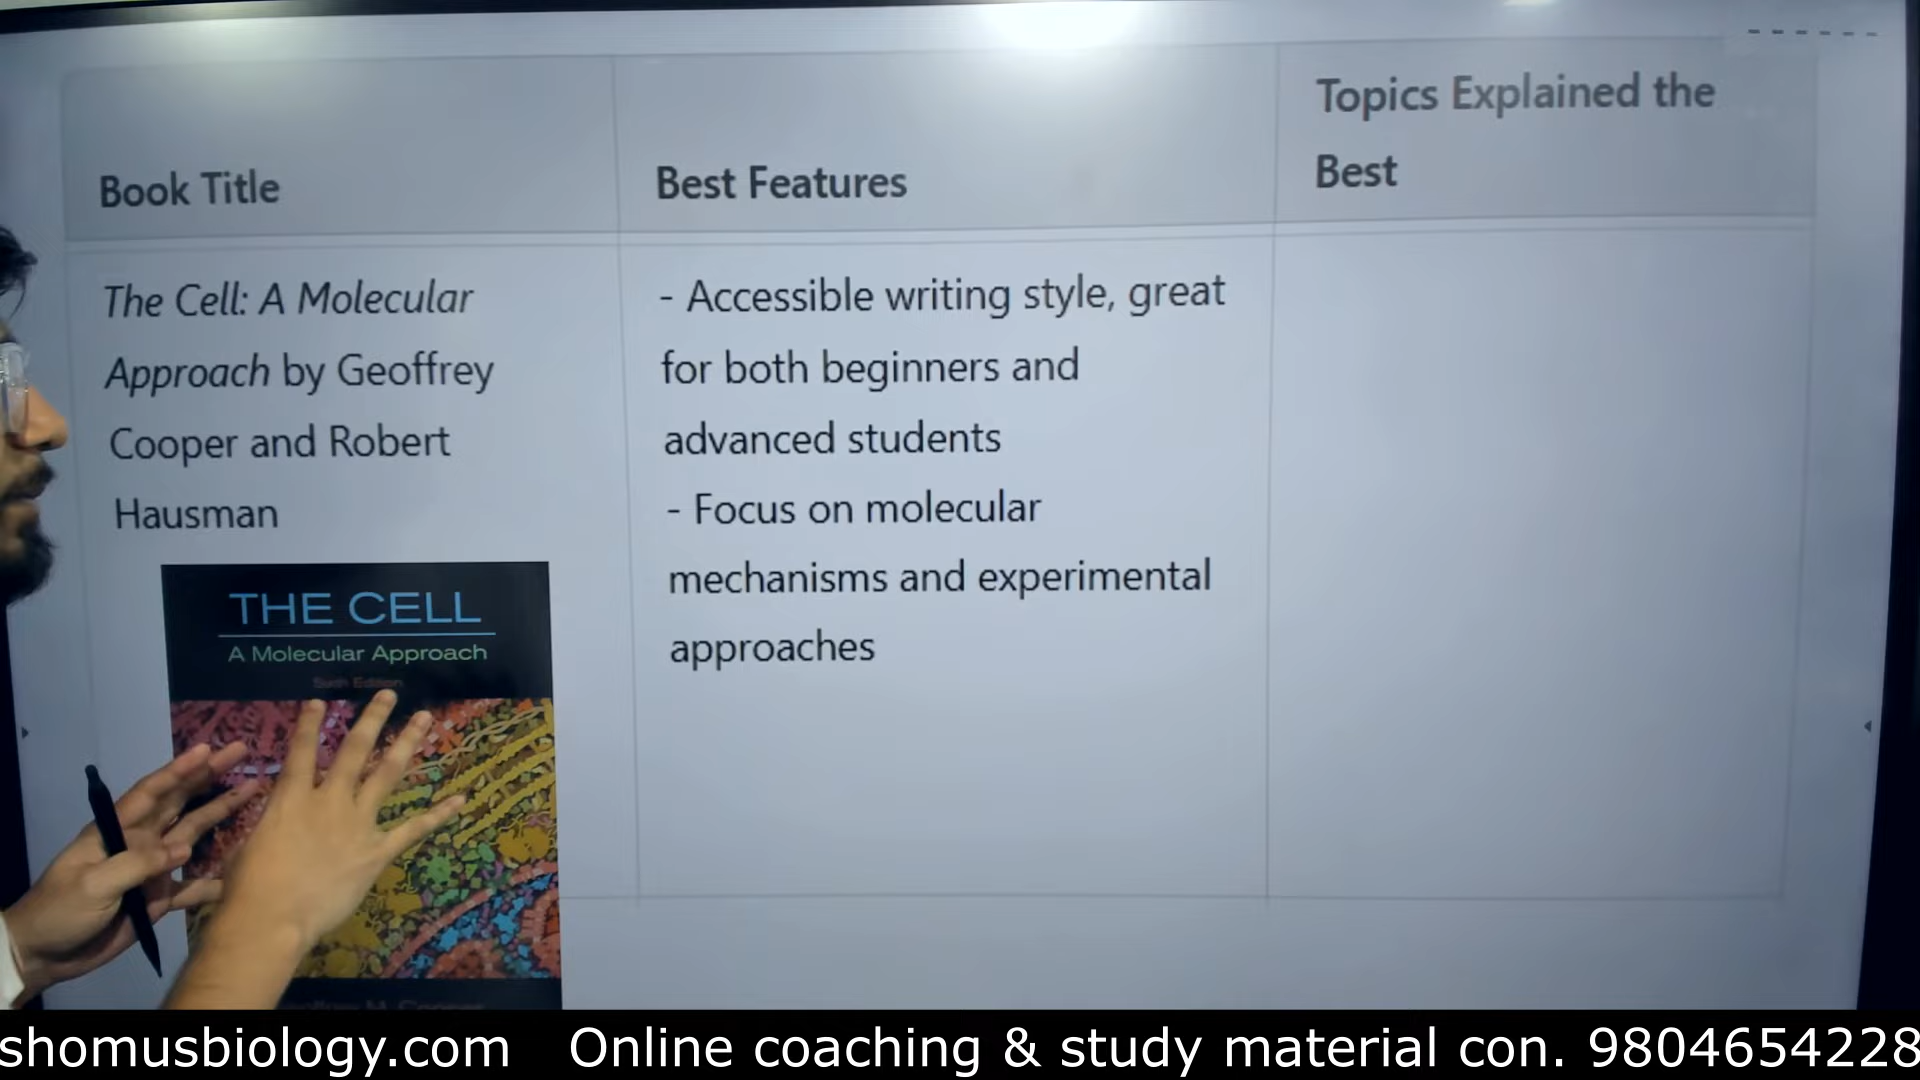 Topics Explained the
Best
Book Title
Best Features
The Cell: A Molecular
Approach by Geoffrey
Cooper and Robert
Hausman
- Accessible writing style, great
for both beginners and
advanced students
- Focus on molecular
mechanisms and experimental
approaches
THE CELL
A Molecular Approach
Sixth Edition
shomusbiology.com Online coaching & study material con. 9804654228